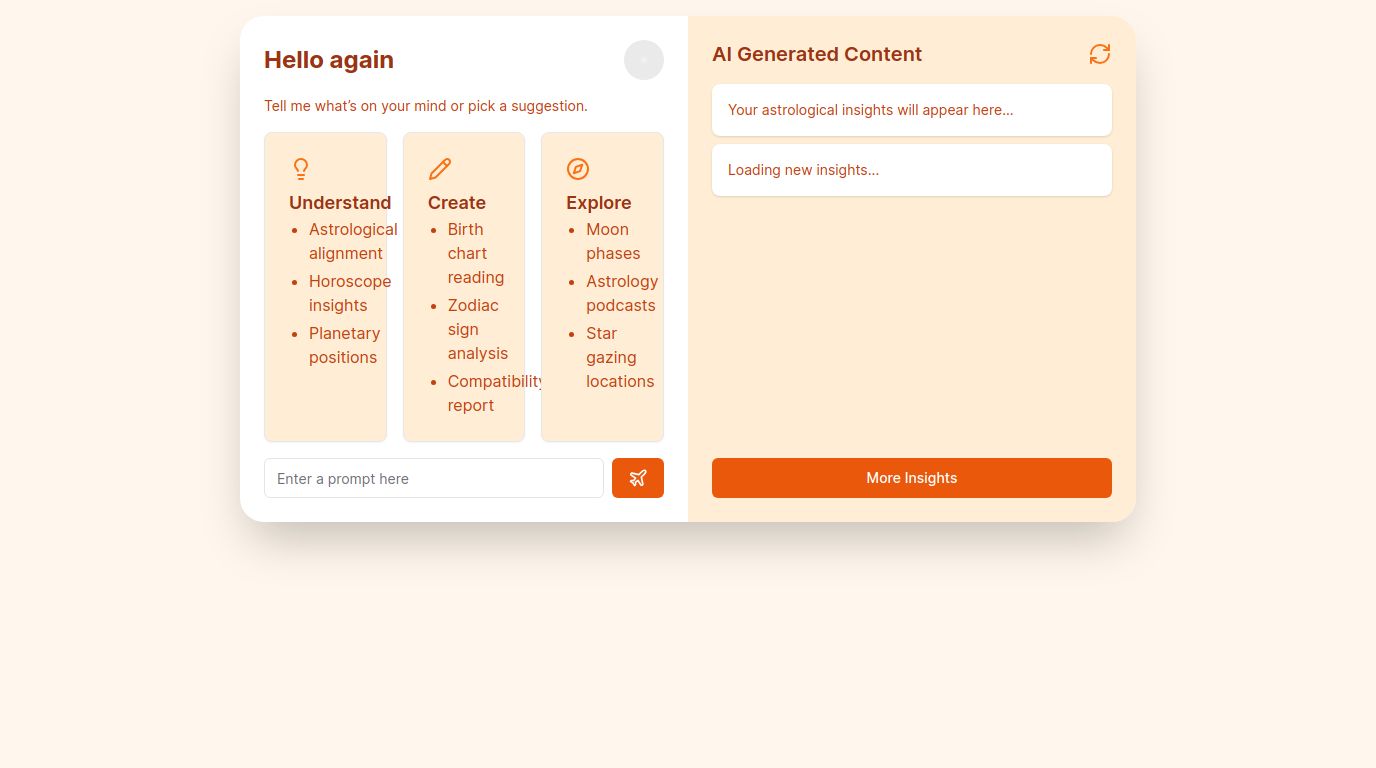 Hello again
Tell me what's on your mind or pick a suggestion.
Understand
Astrological
alignment
Horoscope
insights
Planetary
positions
Create
Birth
chart
reading
Zodiac
sign
analysis
Compatibility
report
Explore
Moon
phases
Astrology
podcasts
Star
gazing
locations
Enter a prompt here
AI Generated Content
Your astrological insights will appear here...
Loading new insights...
More Insights